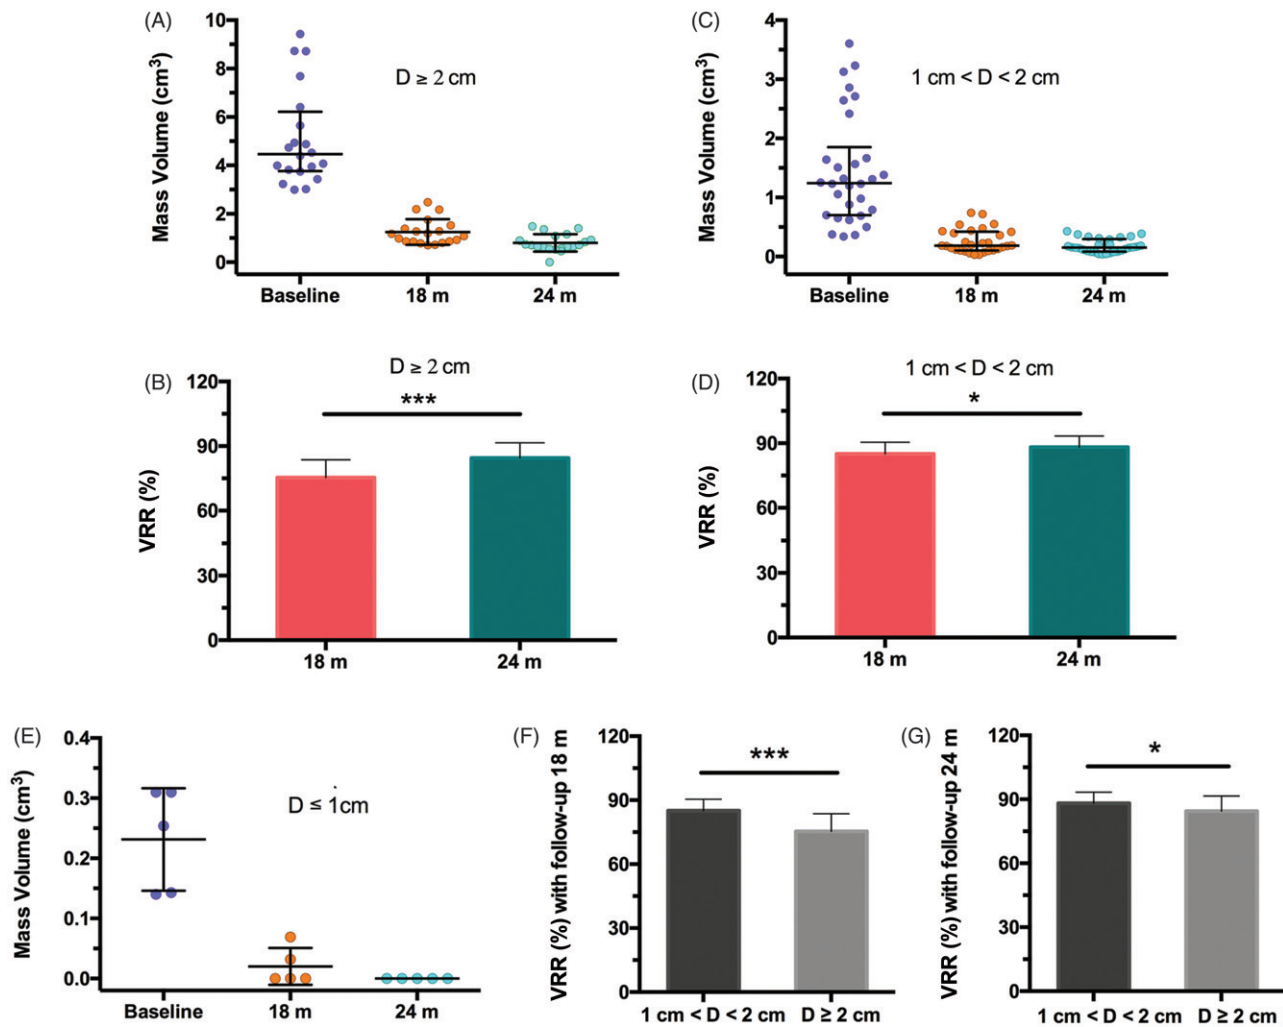 (A)
Mass Volume (cm³)
10
8
6
4
2
0
D ≥ 2 cm
Baseline
18 m
24 m
(C)
Mass Volume (cm³)
4
3
2
1
0
1 cm < D < 2 cm
Baseline
18 m
24 m
(B)
D ≥ 2 cm
VRR (%)
120
90
60
30
0
***
18 m
24 m
(D)
1 cm < D < 2 cm
VRR (%)
120
90
60
30
0
*
18 m
24 m
(E)
Mass Volume (cm³)
0.4
0.3
0.2
0.1
0.0
D ≤ 1cm
Baseline
18 m
24 m
(F)
VRR (%) with follow-up 18 m
120
90
60
30
0
***
1 cm < D < 2 cm
D ≥ 2 cm
(G)
VRR (%) with follow-up 24 m
120
90
60
30
0
*
1 cm < D < 2 cm
D ≥ 2 cm